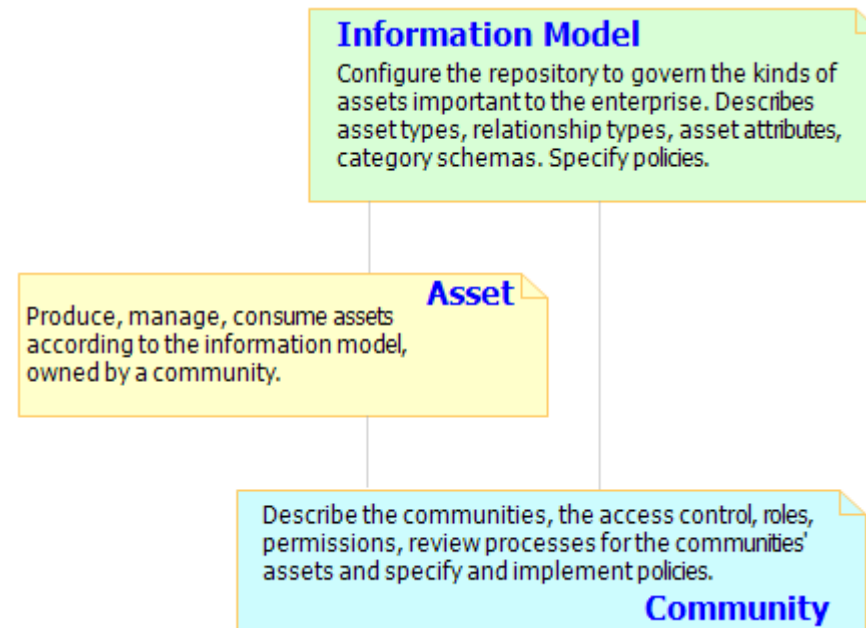 Information Model
Configure the repository to govern the kinds of
assets important to the enterprise. Describes
asset types, relationship types, asset attributes,
category schemas. Specify policies.
Asset
Produce, manage, consume assets
according to the information model,
owned by a community.
Describe the communities, the access control, roles,
permissions, review processes for the communities'
assets and specify and implement policies.
Community